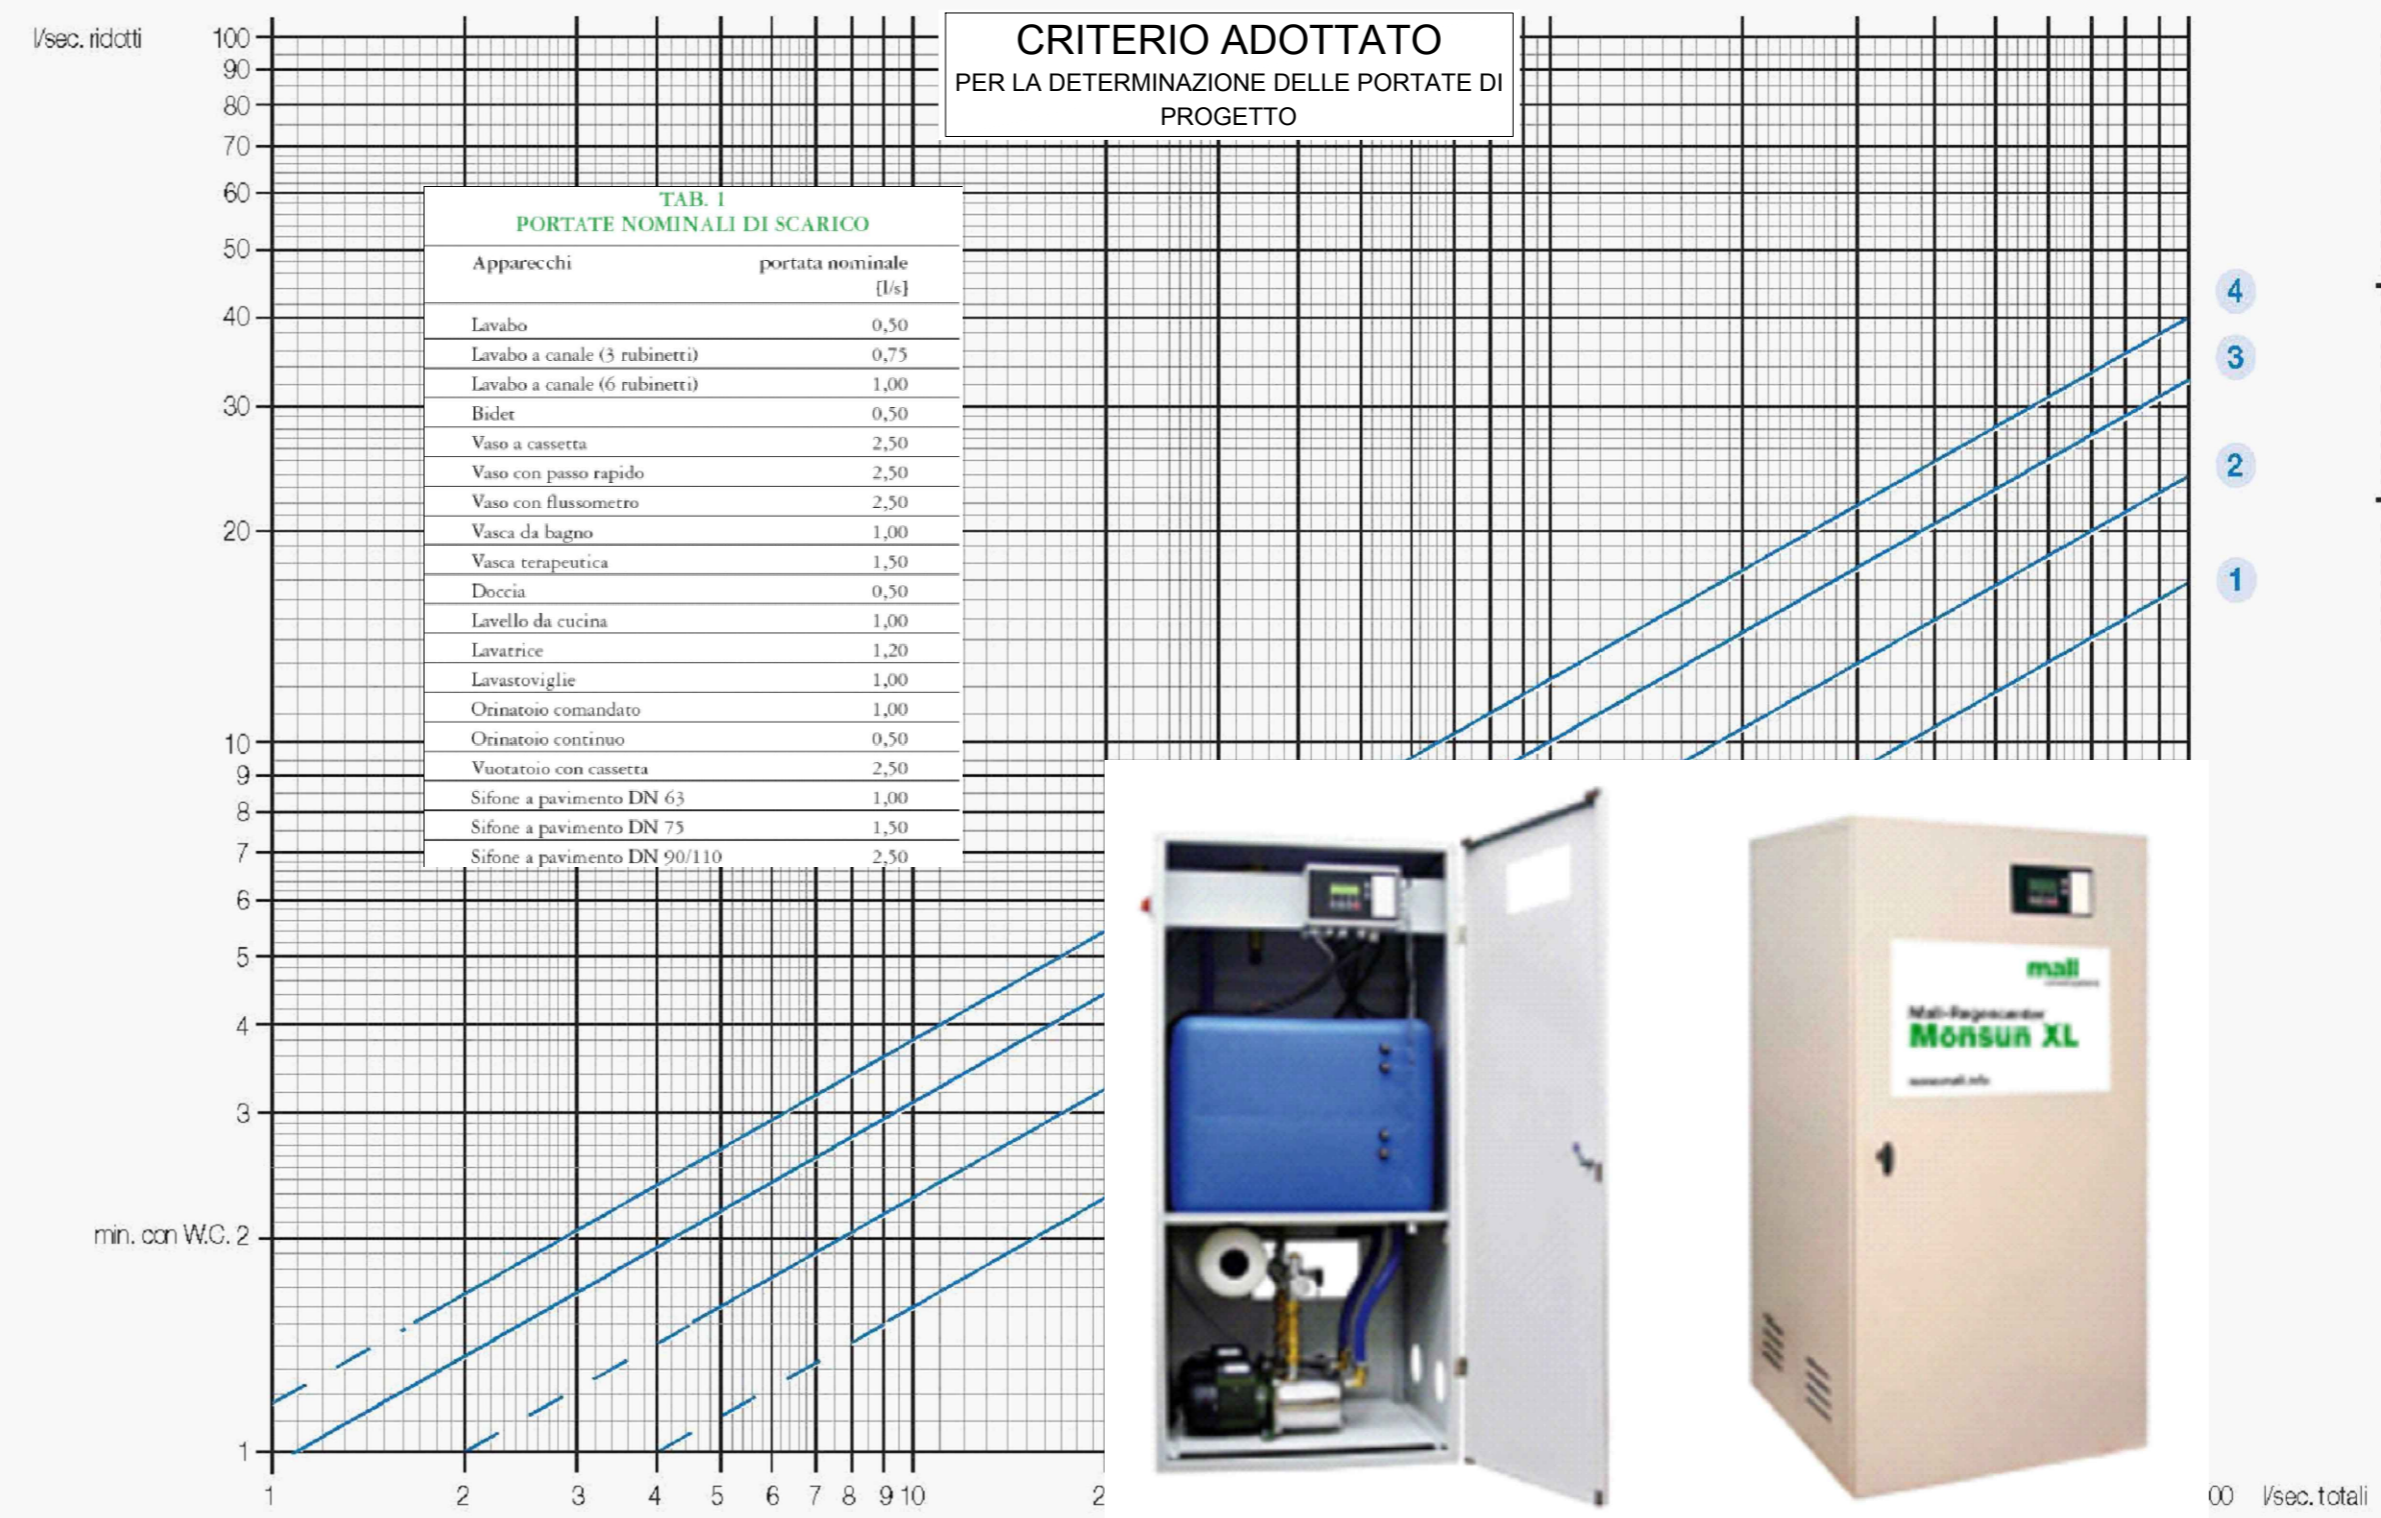 CRITERIO ADOTTATO
PER LA DETERMINAZIONE DELLE PORTATE DI
PROGETTO
l/sec. ridotti
100
90
80
70
60
50
40
30
20
10
9
8
7
6
5
4
3
min. con W.C. 2
1
TAB. 1
PORTATE NOMINALI DI SCARICO
Apparecchi portata nominale
[l/s]
Lavabo 0,50
Lavabo a canale (3 rubinetti) 0,75
Lavabo a canale (6 rubinetti) 1,00
Bidet 0,50
Vaso a cassetta 2,50
Vaso con passo rapido 2,50
Vaso con flussometro 2,50
Vasca da bagno 1,00
Vasca terapeutica 1,50
Doccia 0,50
Lavello da cucina 1,00
Lavatrice 1,20
Lavastoviglie 1,00
Orinatoio comandato 1,00
Orinatoio continuo 0,50
Vuotatoio con cassetta 2,50
Sifone a pavimento DN 63 1,00
Sifone a pavimento DN 75 1,50
Sifone a pavimento DN 90/110 2,50
4
3
2
1
mall
Mall-Regencenter
Monsun XL
www.mall.info
1 2 3 4 5 6 7 8 9 10 2 00 l/sec. totali